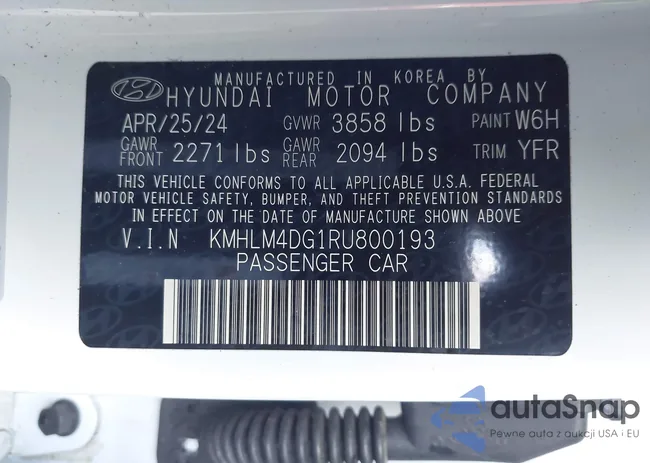 MANUFACTURED IN KOREA BY
HYUNDAI MOTOR COMPANY
APR/25/24 GVWR 3858 lbs PAINT W6H
GAWR FRONT 2271 lbs GAWR REAR 2094 lbs TRIM YFR
THIS VEHICLE CONFORMS TO ALL APPLICABLE U.S.A. FEDERAL
MOTOR VEHICLE SAFETY, BUMPER, AND THEFT PREVENTION STANDARDS
IN EFFECT ON THE DATE OF MANUFACTURE SHOWN ABOVE
V.I.N KMHLM4DG1RU800193
PASSENGER CAR
autaSnap
Pewne auta z aukcji USA i EU